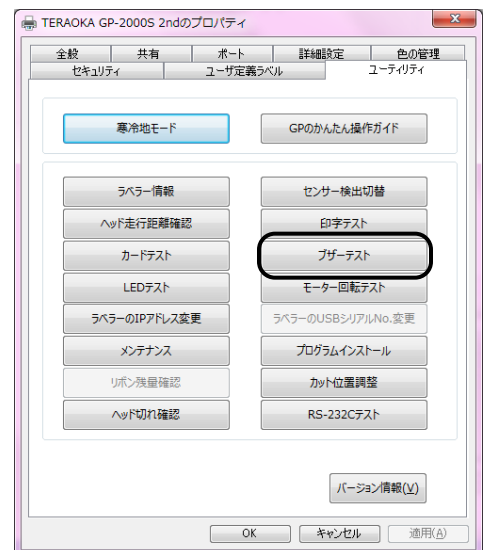 TERAOKA GP-2000S 2ndのプロパティ
全般 共有 ポート 詳細設定 色の管理
セキュリティ ユーザ定義ラベル ユーティリティ
寒冷地モード GPのかんたん操作ガイド
ラベラー情報 センサー検出切替
ヘッド走行距離確認 印字テスト
カードテスト ブザーテスト
LEDテスト モーター回転テスト
ラベラーのIPアドレス変更 ラベラーのUSBシリアルNo.変更
メンテナンス プログラムインストール
リボン残量確認 カット位置調整
ヘッド切れ確認 RS-232Cテスト
バージョン情報(V)
OK キャンセル 適用(A)